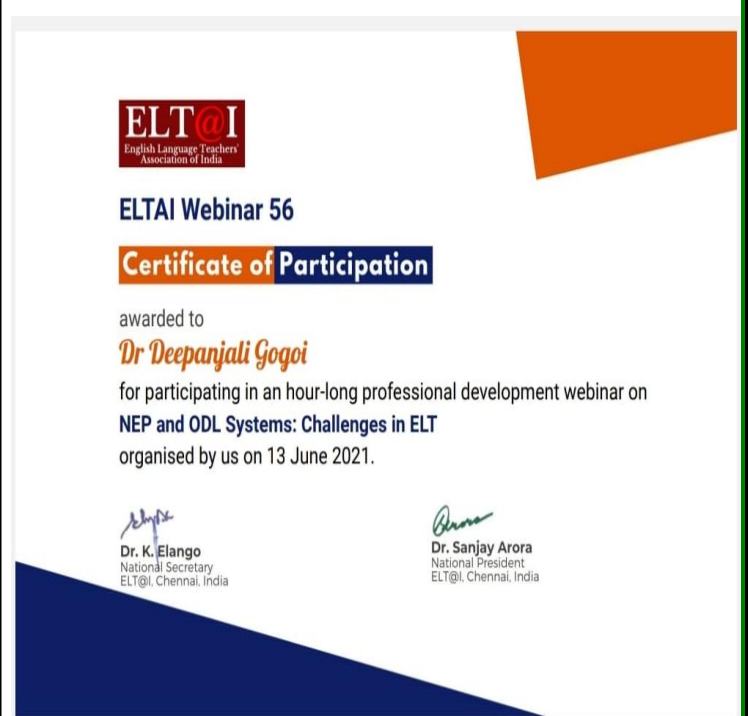 ELT@I
English Language Teachers'
Association of India
ELTAI Webinar 56
Certificate of Participation
awarded to
Dr Deepanjali Gogoi
for participating in an hour-long professional development webinar on
NEP and ODL Systems: Challenges in ELT
organised by us on 13 June 2021.
Dr. K. Elango
National Secretary
ELT@I, Chennai, India
Dr. Sanjay Arora
National President
ELT@I, Chennai, India